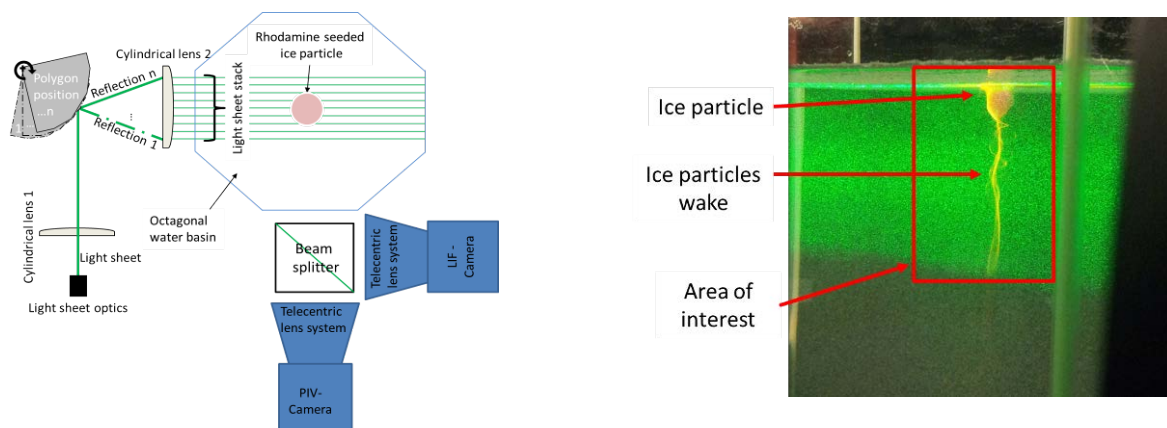 Cylindrical lens 2
Rhodamine seeded
ice particle
Polygon
position
...n
1
Reflection n
...
Reflection 1
Light sheet stack
Cylindrical lens 1
Octagonal
water basin
Light sheet
Light sheet optics
Beam
splitter
Telecentric
lens system
LIF -
Camera
Telecentric
lens system
PIV-
Camera
Ice particle
Ice particles
wake
Area of
interest